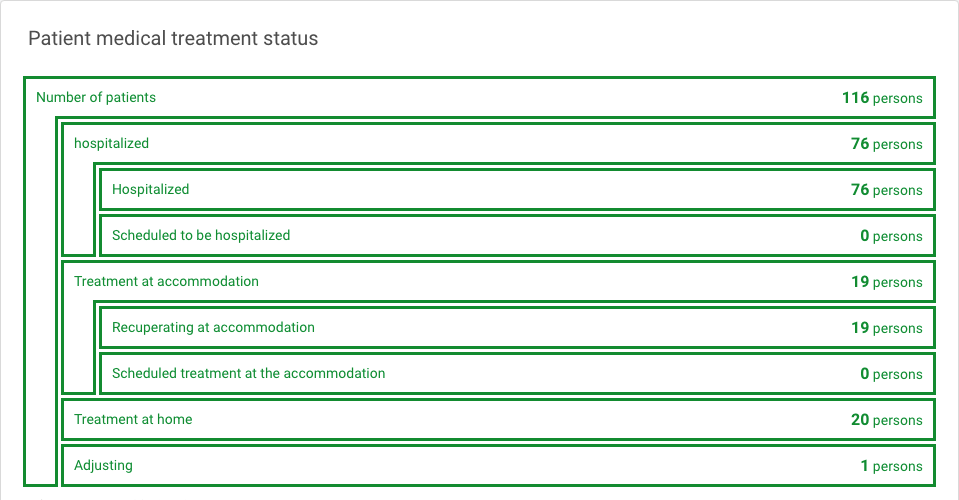 Patient medical treatment status
Number of patients 116 persons
hospitalized 76 persons
Hospitalized 76 persons
Scheduled to be hospitalized 0 persons
Treatment at accommodation 19 persons
Recuperating at accommodation 19 persons
Scheduled treatment at the accommodation 0 persons
Treatment at home 20 persons
Adjusting 1 persons